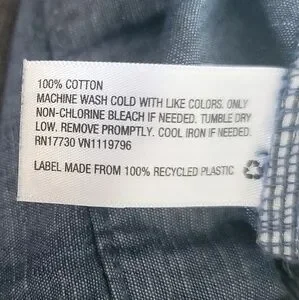 100% COTTON
MACHINE WASH COLD WITH LIKE COLORS. ONLY
NON-CHLORINE BLEACH IF NEEDED. TUMBLE DRY
LOW. REMOVE PROMPTLY. COOL IRON IF NEEDED.
RN17730 VN1119796
LABEL MADE FROM 100% RECYCLED PLASTIC